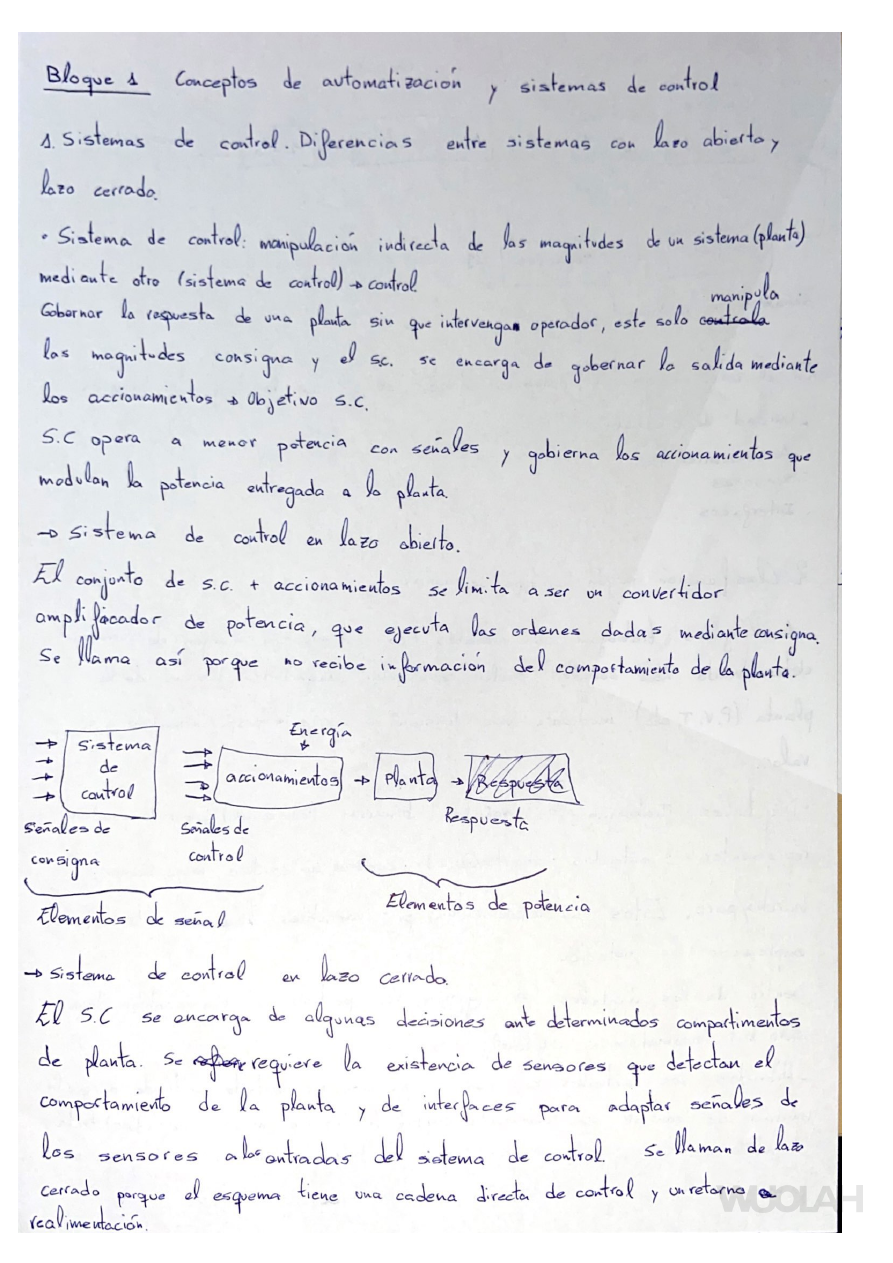 Bloque 1 Conceptos de automatización y sistemas de control
1. Sistemas de control. Diferencias entre sistemas con lazo abierto y
lazo cerrado.
· Sistema de control: manipulación indirecta de las magnitudes de un sistema (planta)
mediante otro (sistema de control) → control
Gobernar la respuesta de una planta sin que intervengan operador, este solo controla manipula
las magnitudes consigna y el sc. se encarga de gobernar la salida mediante
los accionamientos → Objetivo S.C.
S.C opera a menor potencia con señales y gobierna los accionamientos que
modulan la potencia entregada a la planta.
→ sistema de control en lazo abierto.
El conjunto de s.c. + accionamientos se limita a ser un convertidor
amplificador de potencia, que ejecuta las ordenes dadas mediante consigna.
Se llama así porque no recibe información del comportamiento de la planta.
Energía
Sistema de control
accionamientos
Planta
Respuesta
Respuesta
Señales de consigna
Señales de control
Elementos de señal
Elementos de potencia
→ sistema de control en lazo cerrado.
El S.C se encarga de algunas decisiones ante determinados compartimentos
de planta. Se requiere la existencia de sensores que detectan el
comportamiento de la planta y de interfaces para adaptar señales de
los sensores a las entradas del sistema de control. Se llaman de lazo
cerrado porque el esquema tiene una cadena directa de control y un retorno
realimentación.
WUOLAH